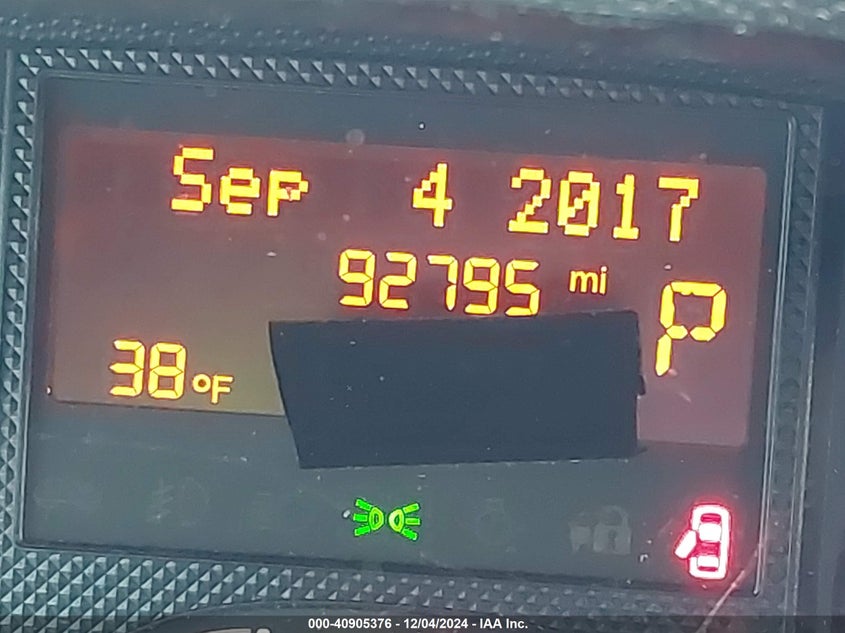 Sep 4 2017
92795 mi
P
38°F
000-40905376 - 12/04/2024 - IAA Inc.